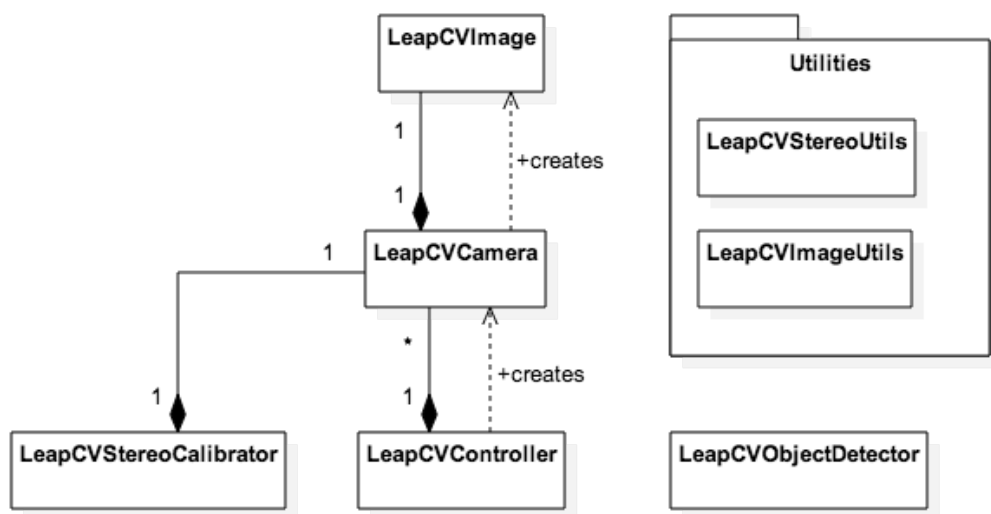 LeapCVImage
Utilities
1
LeapCVStereoUtils
+creates
1
1
LeapCVCamera
LeapCVImageUtils
*
+creates
1
1
LeapCVStereoCalibrator
LeapCVController
LeapCVObjectDetector